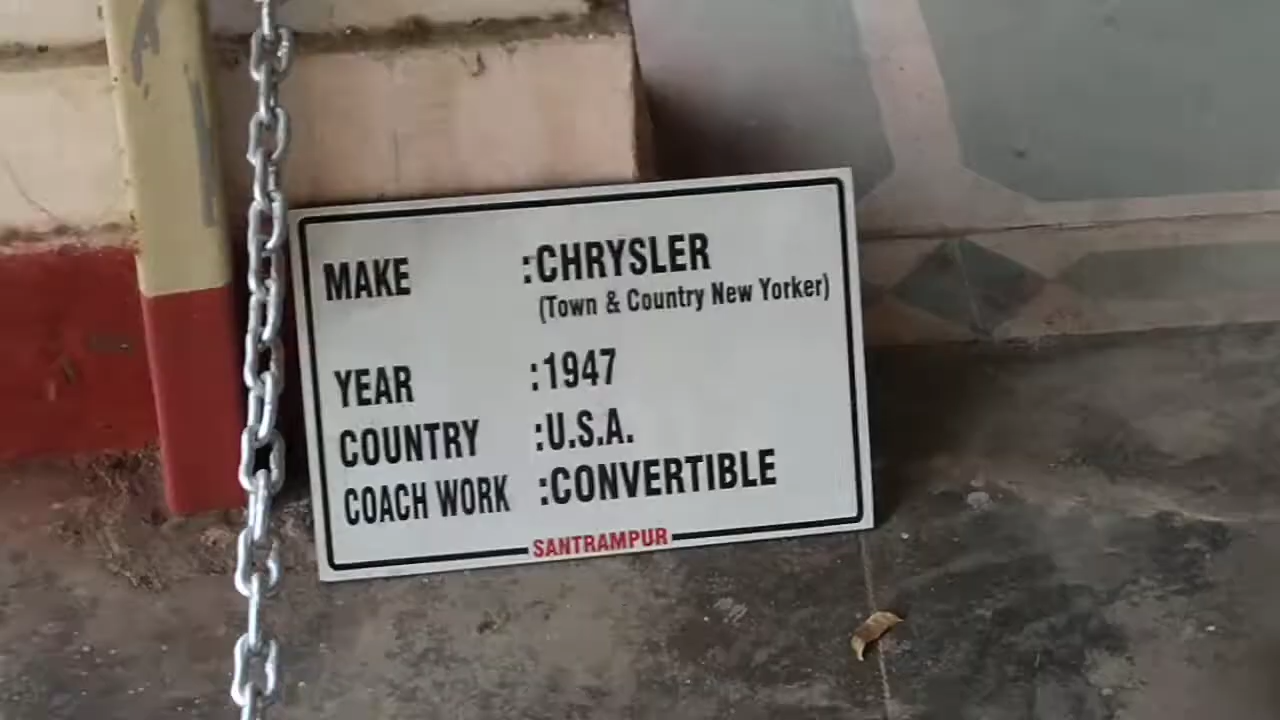 MAKE :CHRYSLER
(Town & Country New Yorker)
YEAR :1947
COUNTRY :U.S.A.
COACH WORK :CONVERTIBLE
SANTRAMPUR